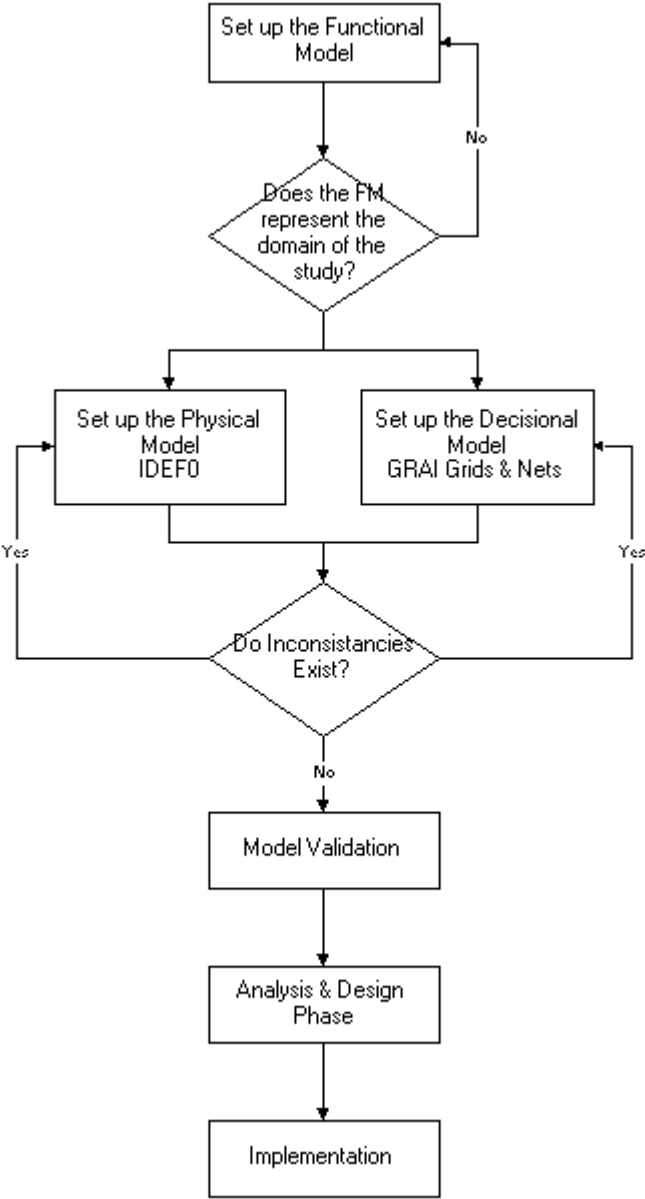 Set up the Functional
Model
No
Does the FM
represent the
domain of the
study?
Set up the Physical
Model
IDEF0
Set up the Decisional
Model
GRAI Grids & Nets
Yes
Yes
Do Inconsistancies
Exist?
No
Model Validation
Analysis & Design
Phase
Implementation